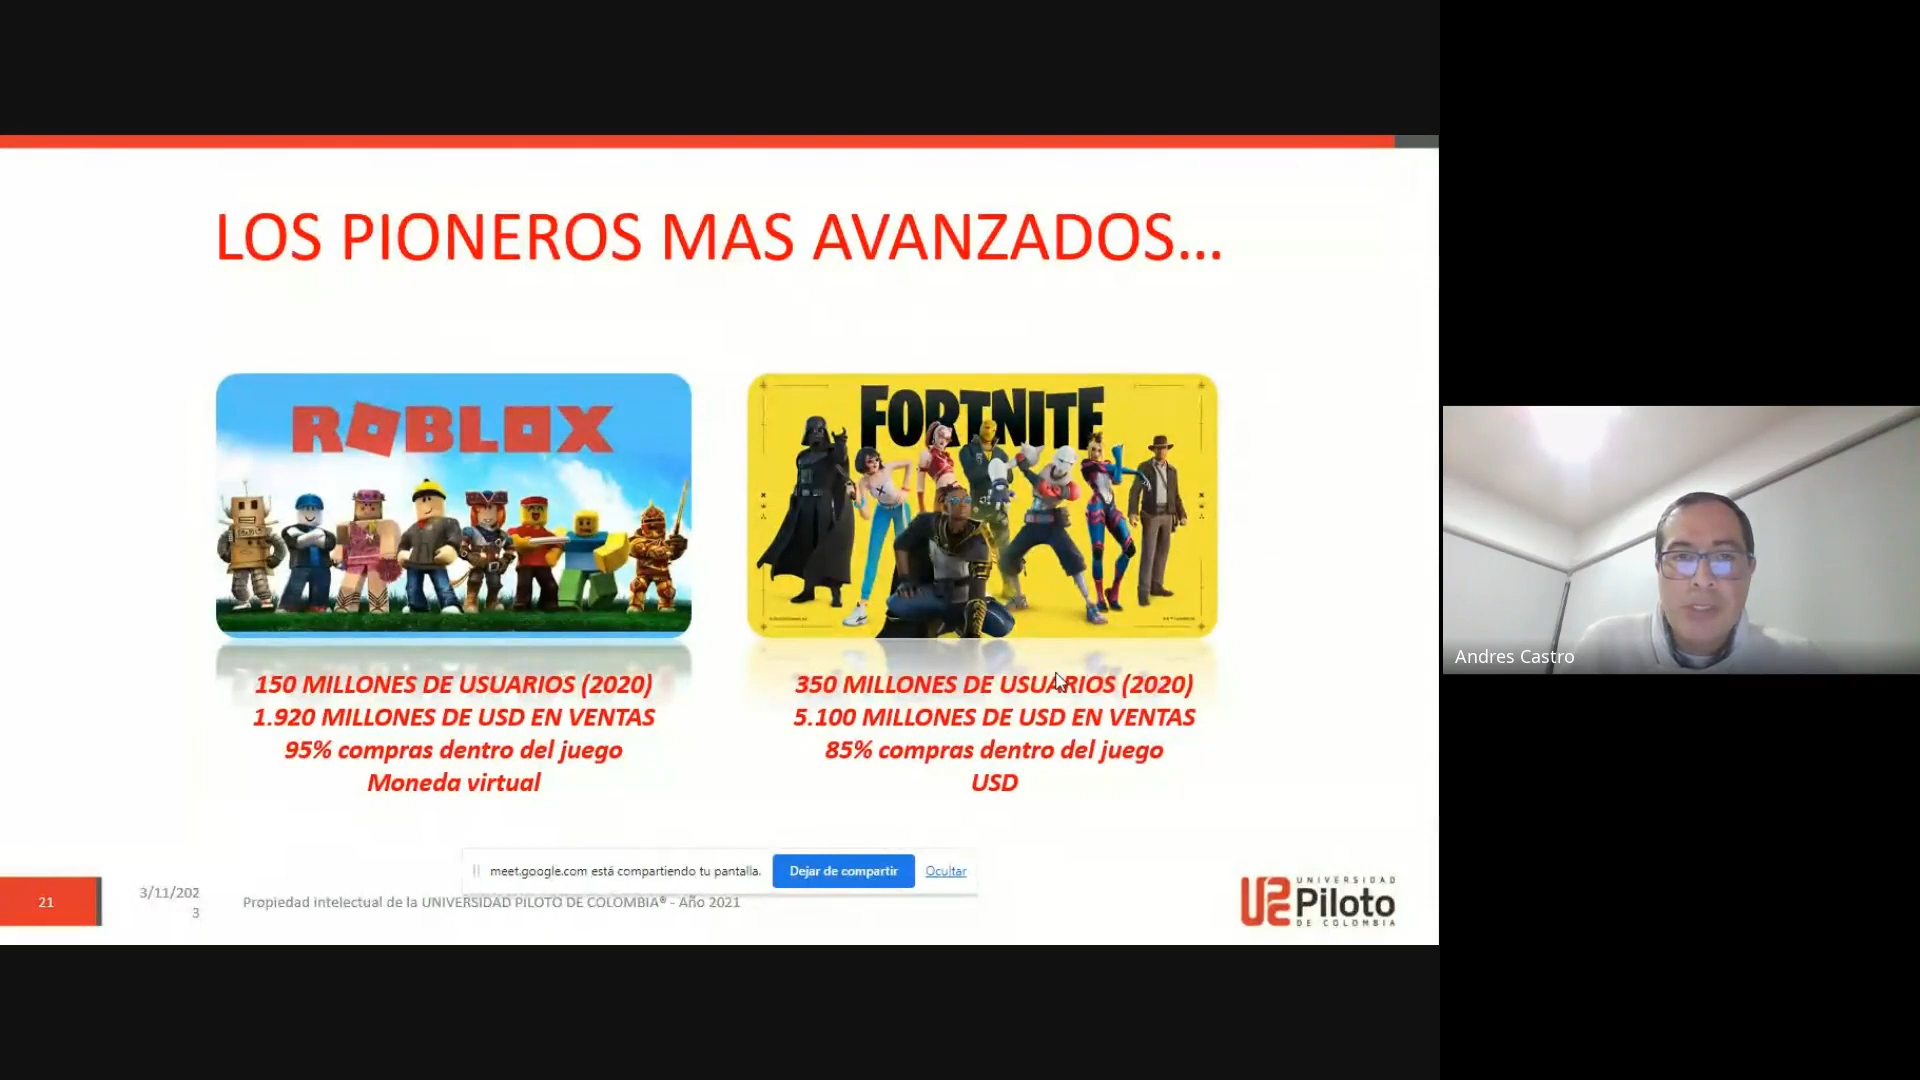 LOS PIONEROS MAS AVANZADOS...
ROBLOX
FORTNITE
150 MILLONES DE USUARIOS (2020)
1.920 MILLONES DE USD EN VENTAS
95% compras dentro del juego
Moneda virtual
350 MILLONES DE USUARIOS (2020)
5.100 MILLONES DE USD EN VENTAS
85% compras dentro del juego
USD
Andres Castro
meet.google.com está compartiendo tu pantalla.
Dejar de compartir
Ocultar
21
3/11/202
3
Propiedad intelectual de la UNIVERSIDAD PILOTO DE COLOMBIA® - Año 2021
UNIVERSIDAD
Piloto
DE COLOMBIA